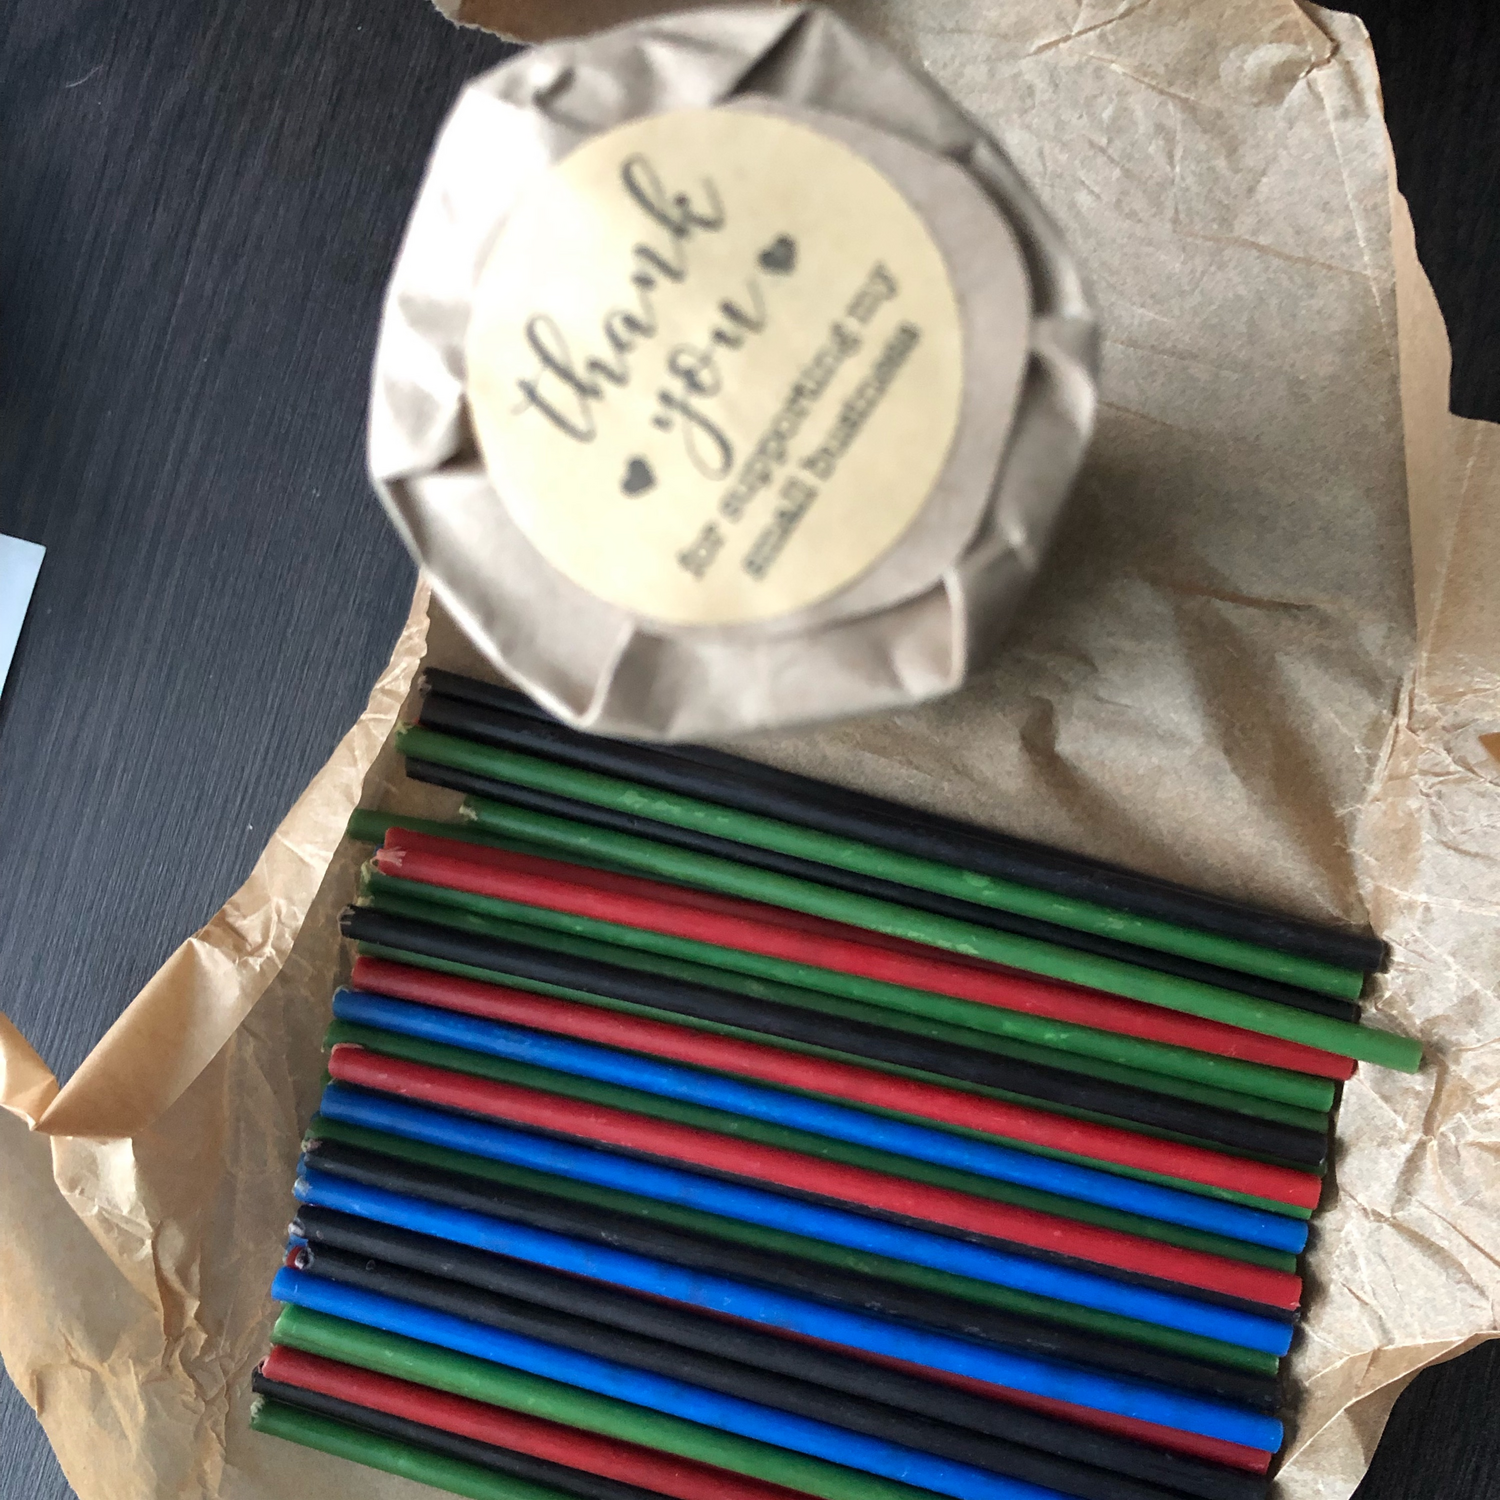 thank
you
for supporting my
small business